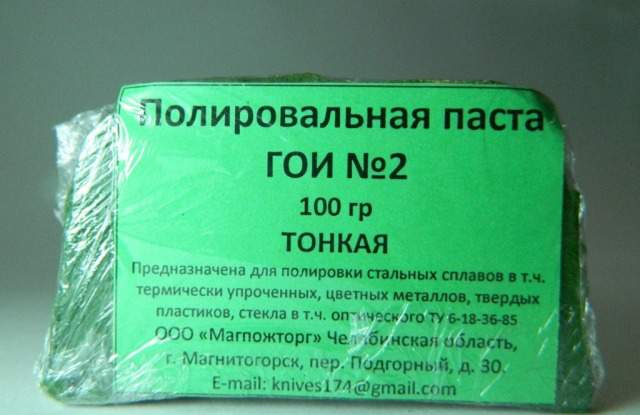 Полировальная паста
ГОИ №2
100 гр
ТОНКАЯ
Предназначена для полировки стальных сплавов в т.ч.
термически упроченных, цветных металлов, твердых
пластиков, стекла в т.ч. оптического ТУ 6-18-36-85
ООО «Магпожторг» Челябинская область,
г. Магнитогорск, пер. Подгорный, д. 30.
E-mail: knives174@gmail.com